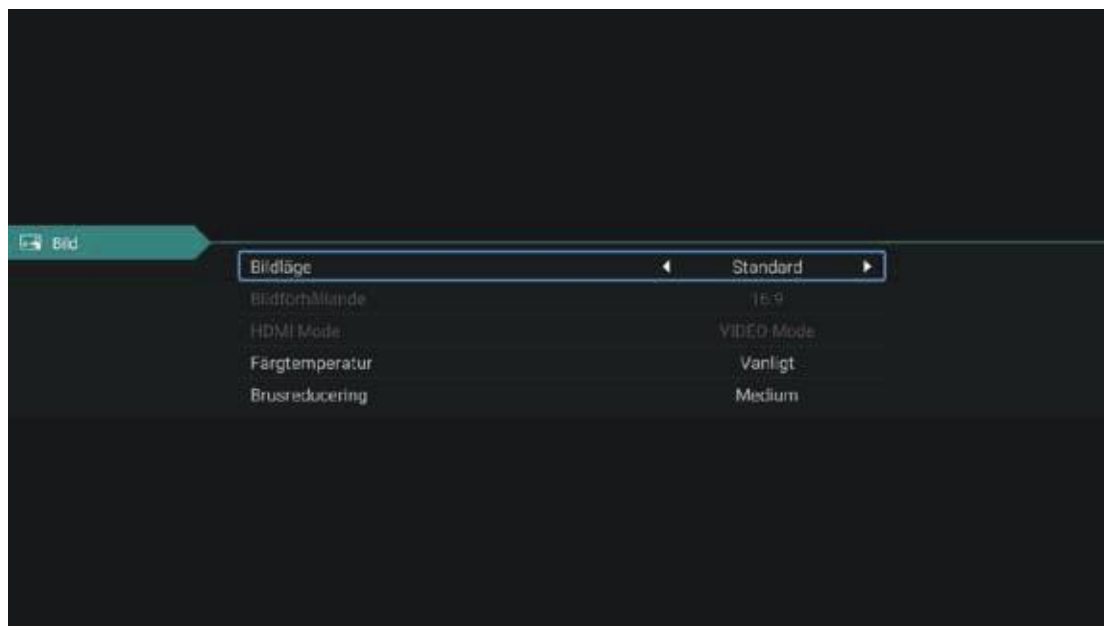 Bild
Bildläge Standard
Bildförhållande 16:9
HDMI Mode VIDEO Mode
Färgtemperatur Vanligt
Brusreducering Medium